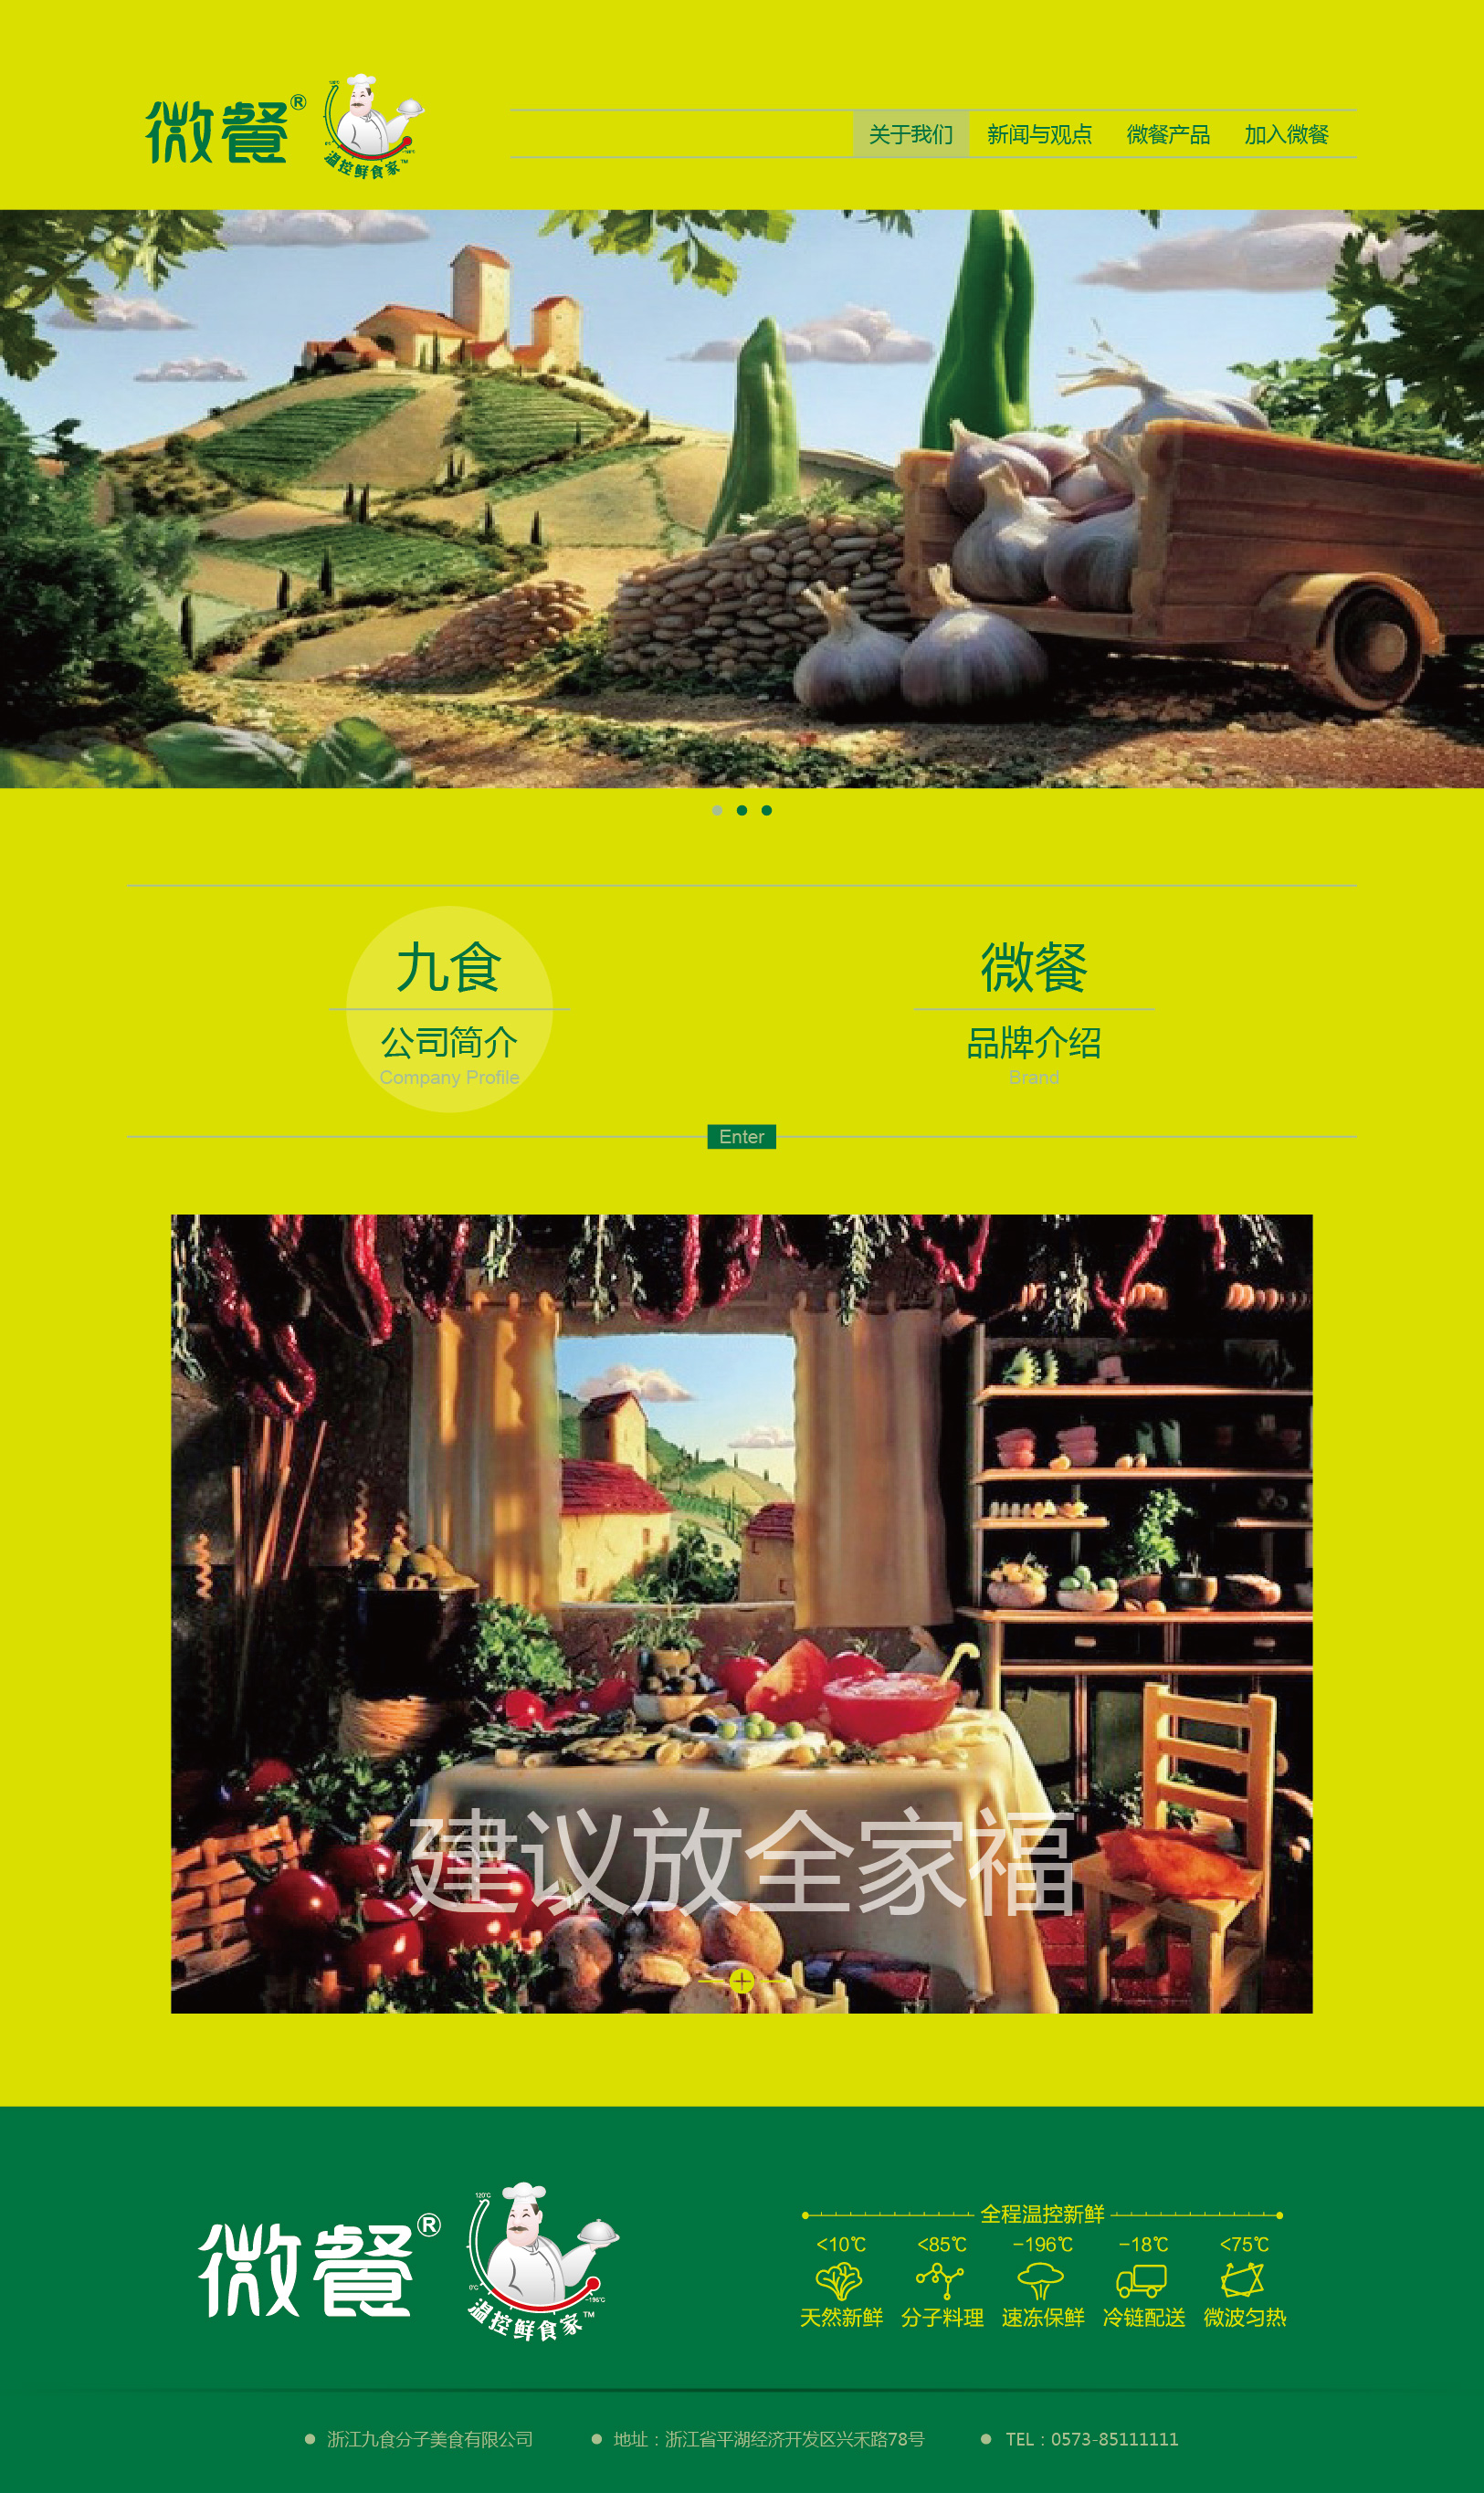 微餐®
温控鲜食家™
关于我们 新闻与观点 微餐产品 加入微餐
九食 微餐
公司简介 品牌介绍
Company Profile Brand
Enter
建议放全家福
微餐®
120℃
0℃
-196℃
温控鲜食家™
全程温控新鲜
<10℃ <85℃ -196℃ -18℃ <75℃
天然新鲜 分子料理 速冻保鲜 冷链配送 微波匀热
浙江九食分子美食有限公司 地址：浙江省平湖经济开发区兴禾路78号 TEL：0573-85111111